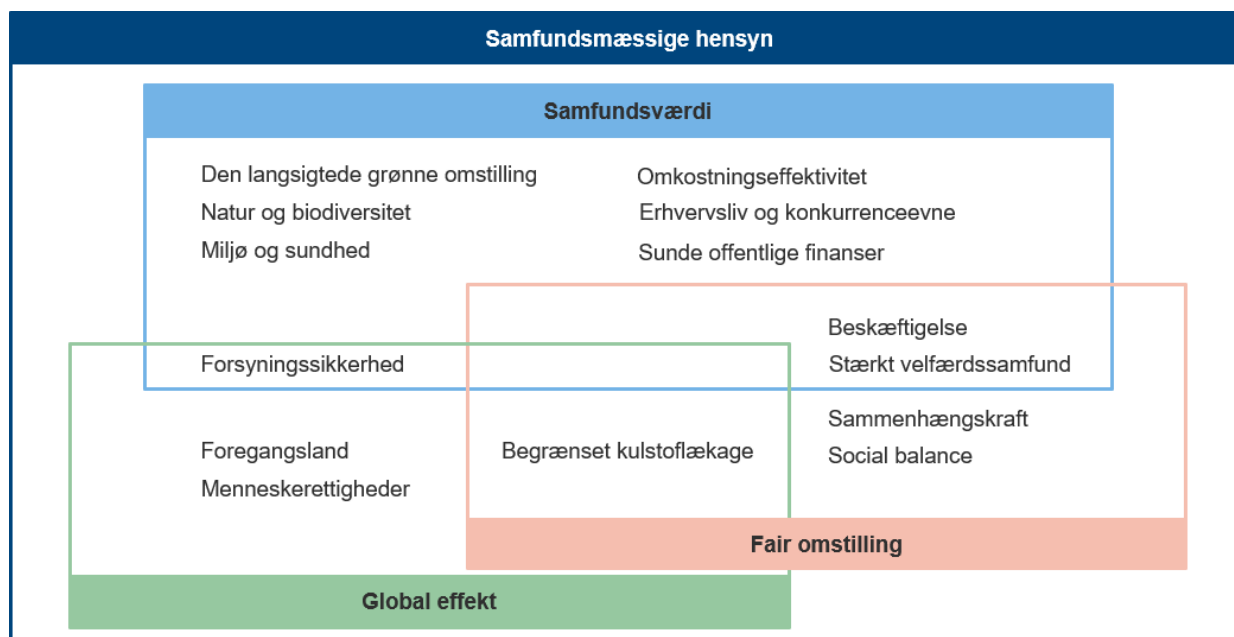 Samfundsmæssige hensyn
Samfundsværdi
Den langsigtede grønne omstilling
Natur og biodiversitet
Miljø og sundhed
Omkostningseffektivitet
Erhvervsliv og konkurrenceevne
Sunde offentlige finanser
Beskæftigelse
Stærkt velfærdssamfund
Forsyningssikkerhed
Foregangsland
Menneskerettigheder
Begrænset kulstoflækage
Sammenhængskraft
Social balance
Fair omstilling
Global effekt